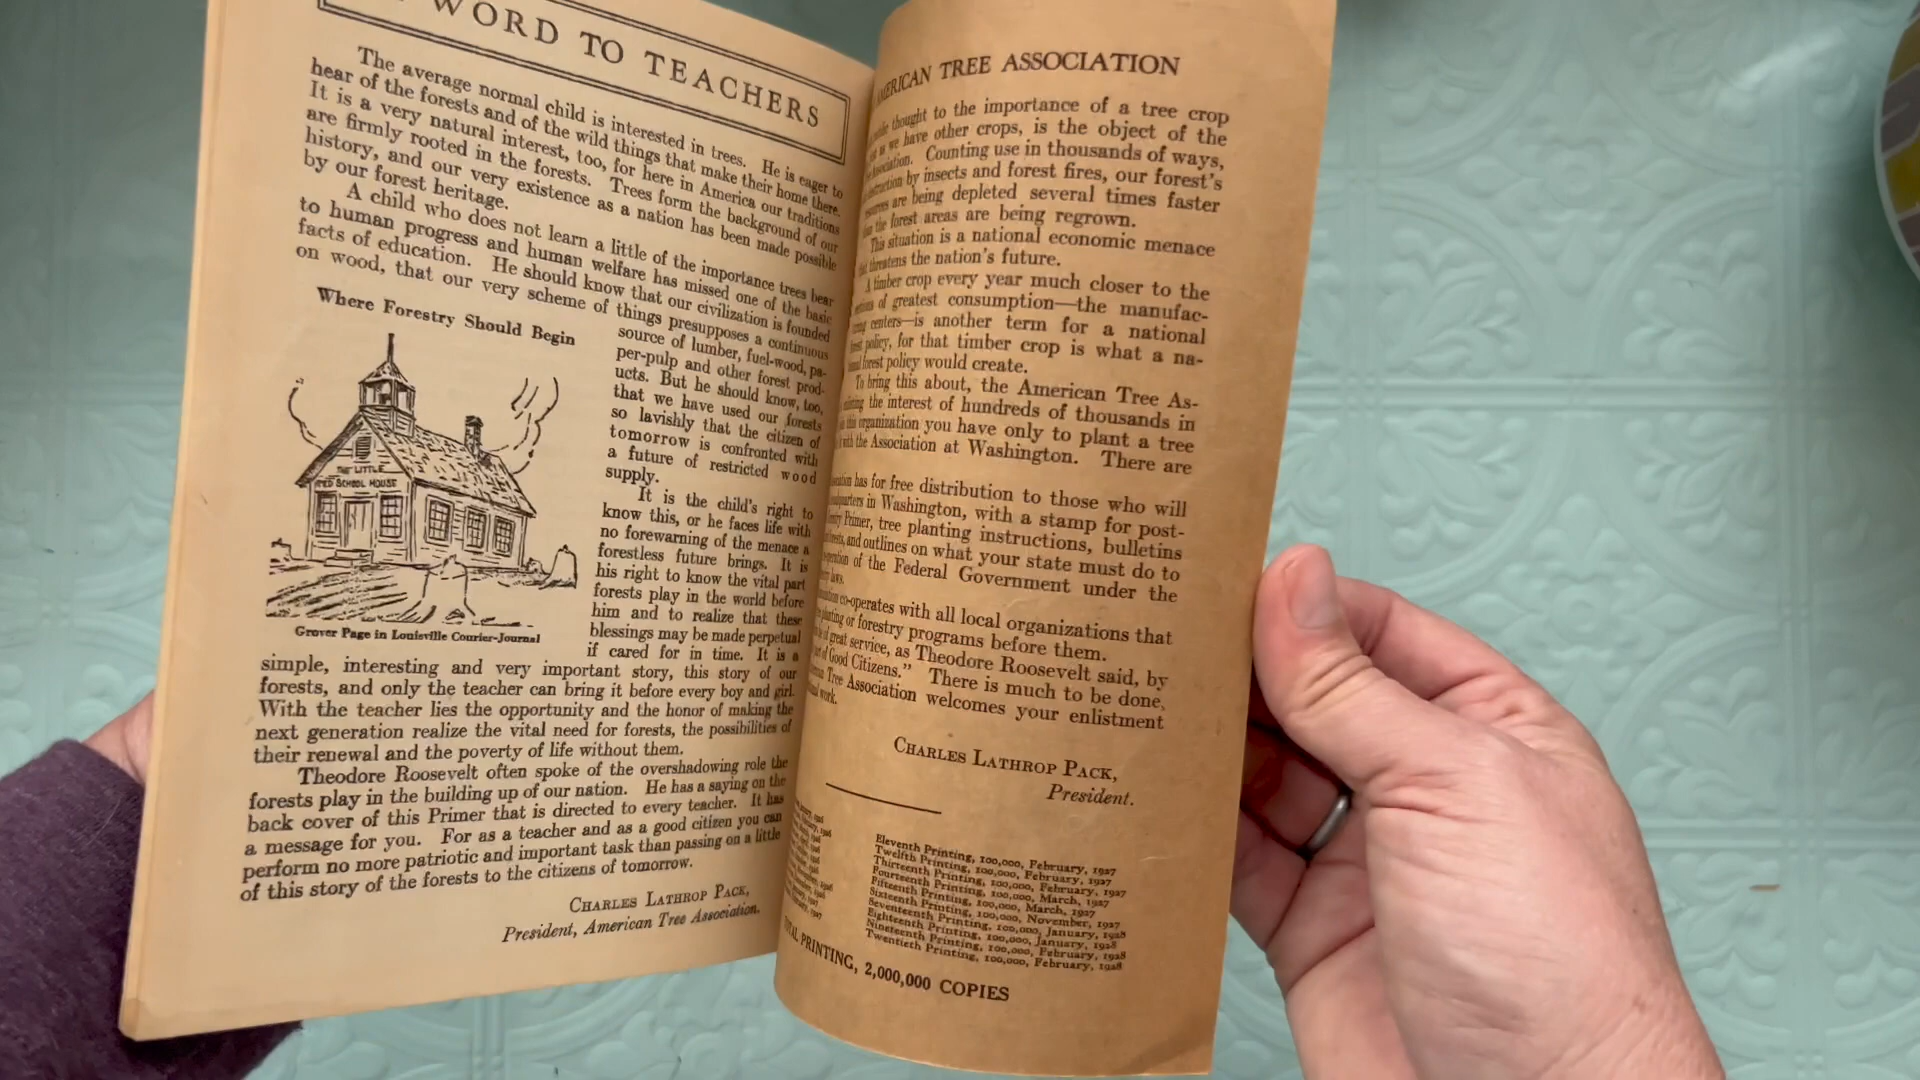 WORD TO TEACHERS
The average normal child is interested in trees. He is eager to
hear of the forests and of the wild things that make their home there.
It is a very natural interest, too, for here in America our traditions
are firmly rooted in the forests. Trees form the background of our
history, and our very existence as a nation has been made possible
by our forest heritage.
A child who does not learn a little of the importance trees bear
to human progress and human welfare has missed one of the basic
facts of education. He should know that our civilization is founded
on wood, that our very scheme of things presupposes a continuous
Where Forestry Should Begin
THE LITTLE
RED SCHOOL HOUSE
Grover Page in Louisville Courier-Journal
source of lumber, fuel-wood, pa-
per-pulp and other forest prod-
ucts. But he should know, too,
that we have used our forests
so lavishly that the citizen of
tomorrow is confronted with
a future of restricted wood
supply.
It is the child's right to
know this, or he faces life with
no forewarning of the menace a
forestless future brings. It is
his right to know the vital part
forests play in the world before
him and to realize that these
blessings may be made perpetual
if cared for in time. It is a
simple, interesting and very important story, this story of our
forests, and only the teacher can bring it before every boy and girl.
With the teacher lies the opportunity and the honor of making the
next generation realize the vital need for forests, the possibilities of
their renewal and the poverty of life without them.
Theodore Roosevelt often spoke of the overshadowing role the
forests play in the building up of our nation. He has a saying on the
back cover of this Primer that is directed to every teacher. It has
a message for you. For as a teacher and as a good citizen you can
perform no more patriotic and important task than passing on a little
of this story of the forests to the citizens of tomorrow.
CHARLES LATHROP PACK,
President, American Tree Association.
AMERICAN TREE ASSOCIATION
thought to the importance of a tree crop
as we have other crops, is the object of the
Association. Counting use in thousands of ways,
destruction by insects and forest fires, our forest's
are being depleted several times faster
the forest areas are being regrown.
This situation is a national economic menace
that threatens the nation's future.
A timber crop every year much closer to the
of greatest consumption—the manufac-
centers—is another term for a national
policy, for that timber crop is what a na-
forest policy would create.
To bring this about, the American Tree As-
the interest of hundreds of thousands in
this organization you have only to plant a tree
with the Association at Washington. There are
has for free distribution to those who will
in Washington, with a stamp for post-
Primer, tree planting instructions, bulletins
and outlines on what your state must do to
of the Federal Government under the
laws.
co-operates with all local organizations that
planting or forestry programs before them.
of great service, as Theodore Roosevelt said, by
of Good Citizens." There is much to be done,
Tree Association welcomes your enlistment
work.
CHARLES LATHROP PACK,
President.
Eleventh Printing, 100,000, February, 1927
Twelfth Printing, 100,000, February, 1927
Thirteenth Printing, 100,000, February, 1927
Fourteenth Printing, 100,000, March, 1927
Fifteenth Printing, 100,000, March, 1927
Sixteenth Printing, 100,000, November, 1927
Seventeenth Printing, 100,000, January, 1928
Eighteenth Printing, 100,000, January, 1928
Nineteenth Printing, 100,000, February, 1928
Twentieth Printing, 100,000, February, 1928
PRINTING, 2,000,000 COPIES